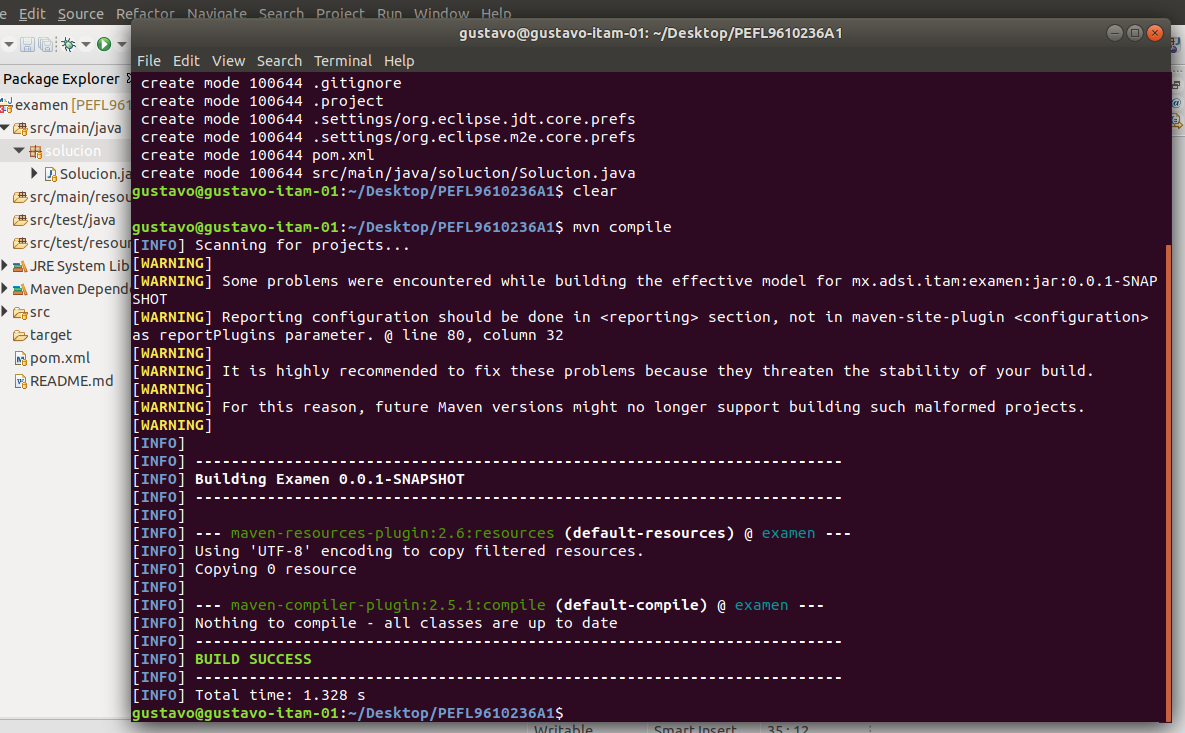 e Edit Source Refactor Navigate Search Project Run Window Help
gustavo@gustavo-itam-01: ~/Desktop/PEFL9610236A1
File Edit View Search Terminal Help
Package Explorer
examen [PEFL961
src/main/java
solucion
Solucion.ja
src/main/resou
src/test/java
src/test/resour
JRE System Lib
Maven Depende
src
target
pom.xml
README.md
create mode 100644 .gitignore
create mode 100644 .project
create mode 100644 .settings/org.eclipse.jdt.core.prefs
create mode 100644 .settings/org.eclipse.m2e.core.prefs
create mode 100644 pom.xml
create mode 100644 src/main/java/solucion/Solucion.java
gustavo@gustavo-itam-01:~/Desktop/PEFL9610236A1$ clear
gustavo@gustavo-itam-01:~/Desktop/PEFL9610236A1$ mvn compile
[INFO] Scanning for projects...
[WARNING]
[WARNING] Some problems were encountered while building the effective model for mx.adsi.itam:examen:jar:0.0.1-SNAP
SHOT
[WARNING] Reporting configuration should be done in <reporting> section, not in maven-site-plugin <configuration>
as reportPlugins parameter. @ line 80, column 32
[WARNING]
[WARNING] It is highly recommended to fix these problems because they threaten the stability of your build.
[WARNING]
[WARNING] For this reason, future Maven versions might no longer support building such malformed projects.
[WARNING]
[INFO]
[INFO] ------------------------------------------------------------------------
[INFO] Building Examen 0.0.1-SNAPSHOT
[INFO] ------------------------------------------------------------------------
[INFO]
[INFO] --- maven-resources-plugin:2.6:resources (default-resources) @ examen ---
[INFO] Using 'UTF-8' encoding to copy filtered resources.
[INFO] Copying 0 resource
[INFO]
[INFO] --- maven-compiler-plugin:2.5.1:compile (default-compile) @ examen ---
[INFO] Nothing to compile - all classes are up to date
[INFO] ------------------------------------------------------------------------
[INFO] BUILD SUCCESS
[INFO] ------------------------------------------------------------------------
[INFO] Total time: 1.328 s
gustavo@gustavo-itam-01:~/Desktop/PEFL9610236A1$
Writable Smart Insert 35 : 12